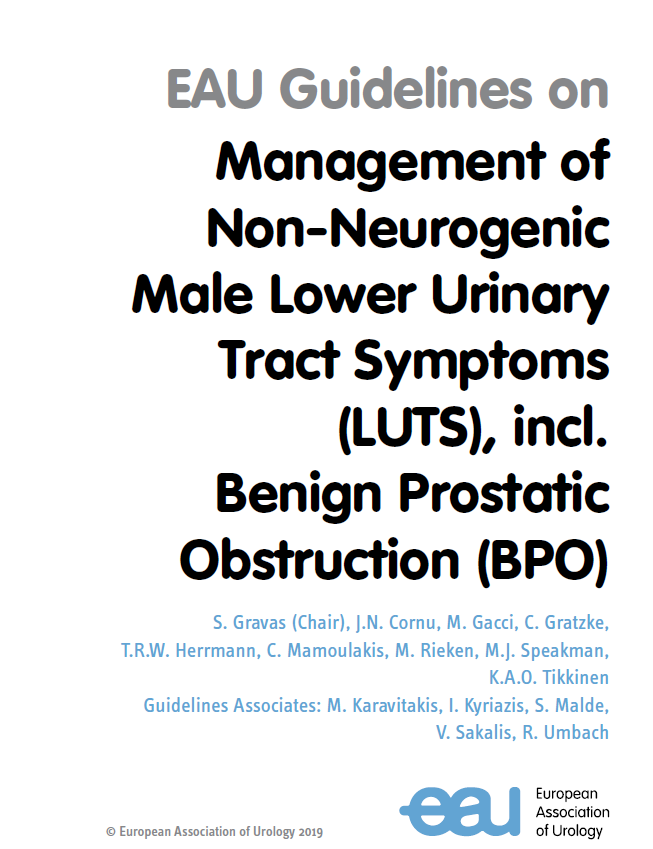 EAU Guidelines on
Management of
Non-Neurogenic
Male Lower Urinary
Tract Symptoms
(LUTS), incl.
Benign Prostatic
Obstruction (BPO)
S. Gravas (Chair), J.N. Cornu, M. Gacci, C. Gratzke,
T.R.W. Herrmann, C. Mamoulakis, M. Rieken, M.J. Speakman,
K.A.O. Tikkinen
Guidelines Associates: M. Karavitakis, I. Kyriazis, S. Malde,
V. Sakalis, R. Umbach
© European Association of Urology 2019
eau
European
Association
of Urology